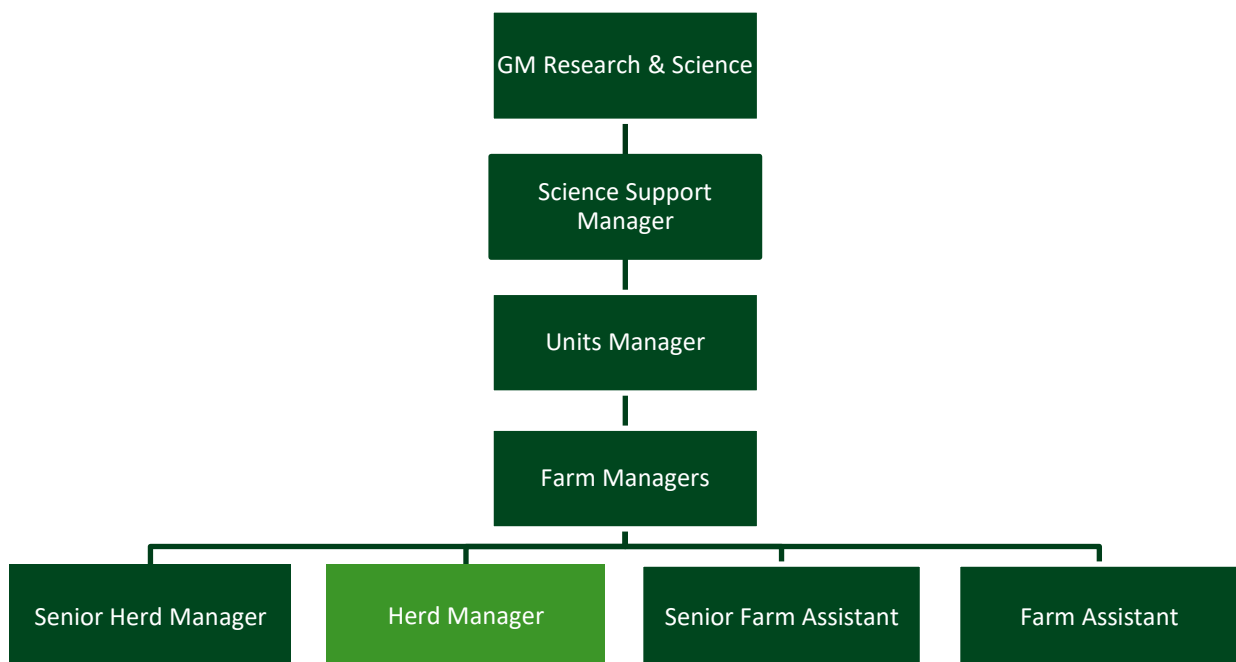 GM Research & Science
Science Support
Manager
Units Manager
Farm Managers
Senior Herd Manager
Herd Manager
Senior Farm Assistant
Farm Assistant